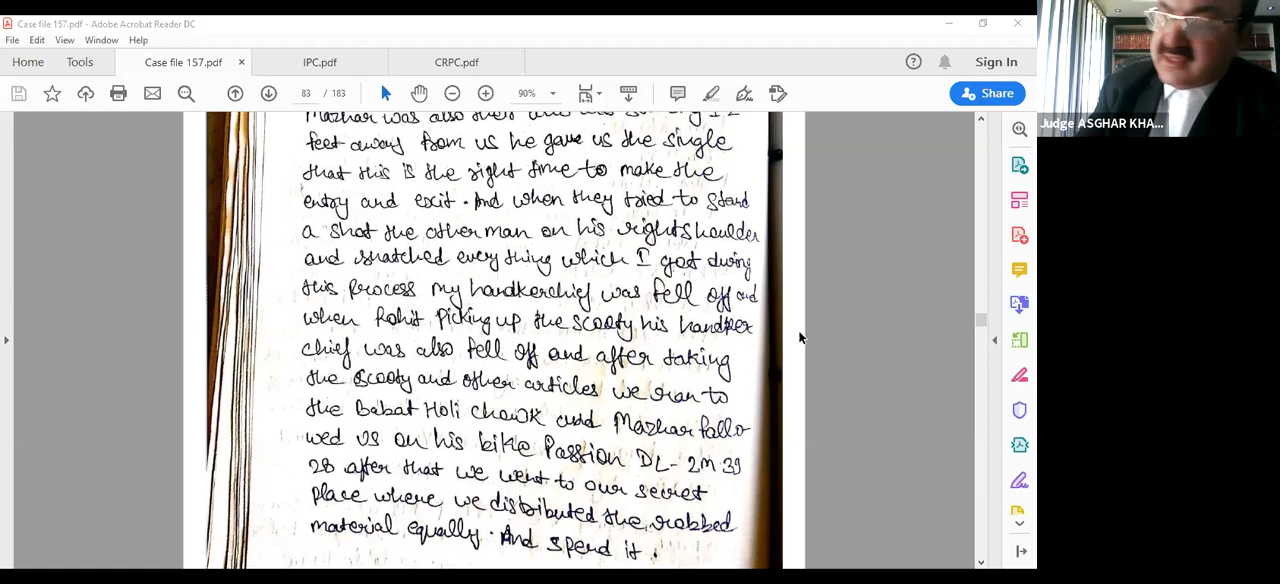 Case file 157.pdf - Adobe Acrobat Reader DC
File Edit View Window Help
Home Tools Case file 157.pdf × IPC.pdf CRPC.pdf Sign In
83 / 183 90% Share
Judge ASGHAR KHA...
Mazhar was also
feet away from us he gave us the single
that this is the right time to make the
entry and excit. And when they tried to stand
a shot the other man on his right shoulder
and snatched every thing which I got dwing
this process my handkerchief was fell off and
when Rohit Picking up the scooty his handker
chief was also fell off and after taking
the scooty and other articles we ran to
the Babat Holi chowk and Mazhar follo
wed us on his bike Passion DL- 2M 39
28 after that we went to our secret
place where we distributed the robbed
material equally. And spend it.